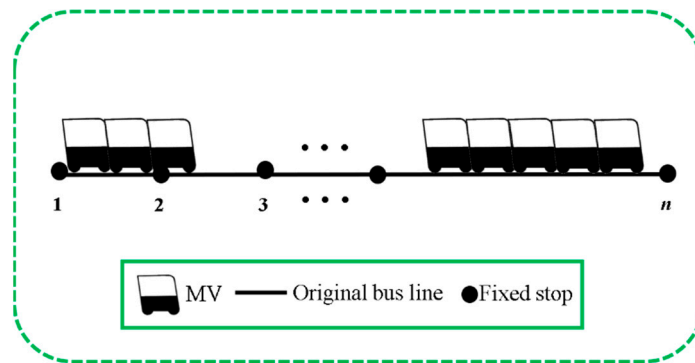 • • •
1 2 3 • • • n
MV Original bus line Fixed stop